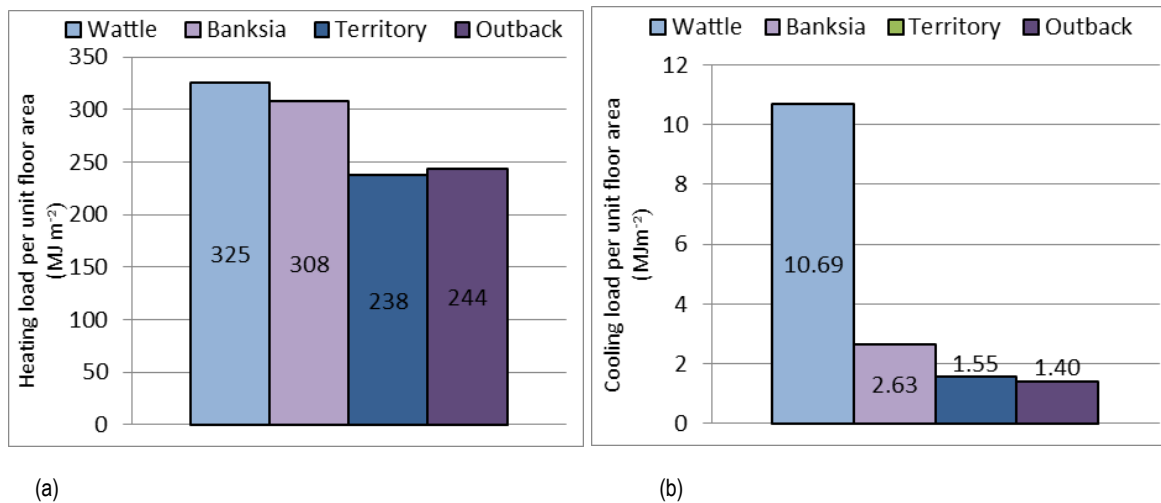 Wattle Banksia Territory Outback
350
300
250
200
150
100
50
0
Heating load per unit floor area
(MJ m⁻²)
325
308
238
244
(a)
Wattle Banksia Territory Outback
12
10
8
6
4
2
0
Cooling load per unit floor area
(MJm⁻²)
10.69
2.63
1.55
1.40
(b)